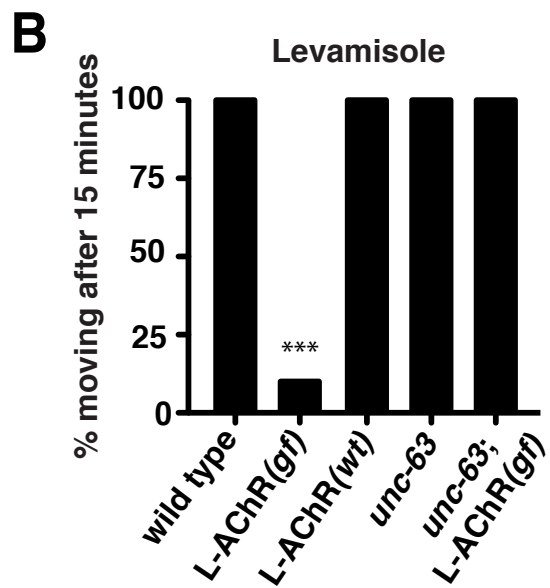 B
Levamisole
% moving after 15 minutes
100
75
50
25
0
***
wild type
L-AChR(gf)
L-AChR(wt)
unc-63
unc-63;
L-AChR(gf)